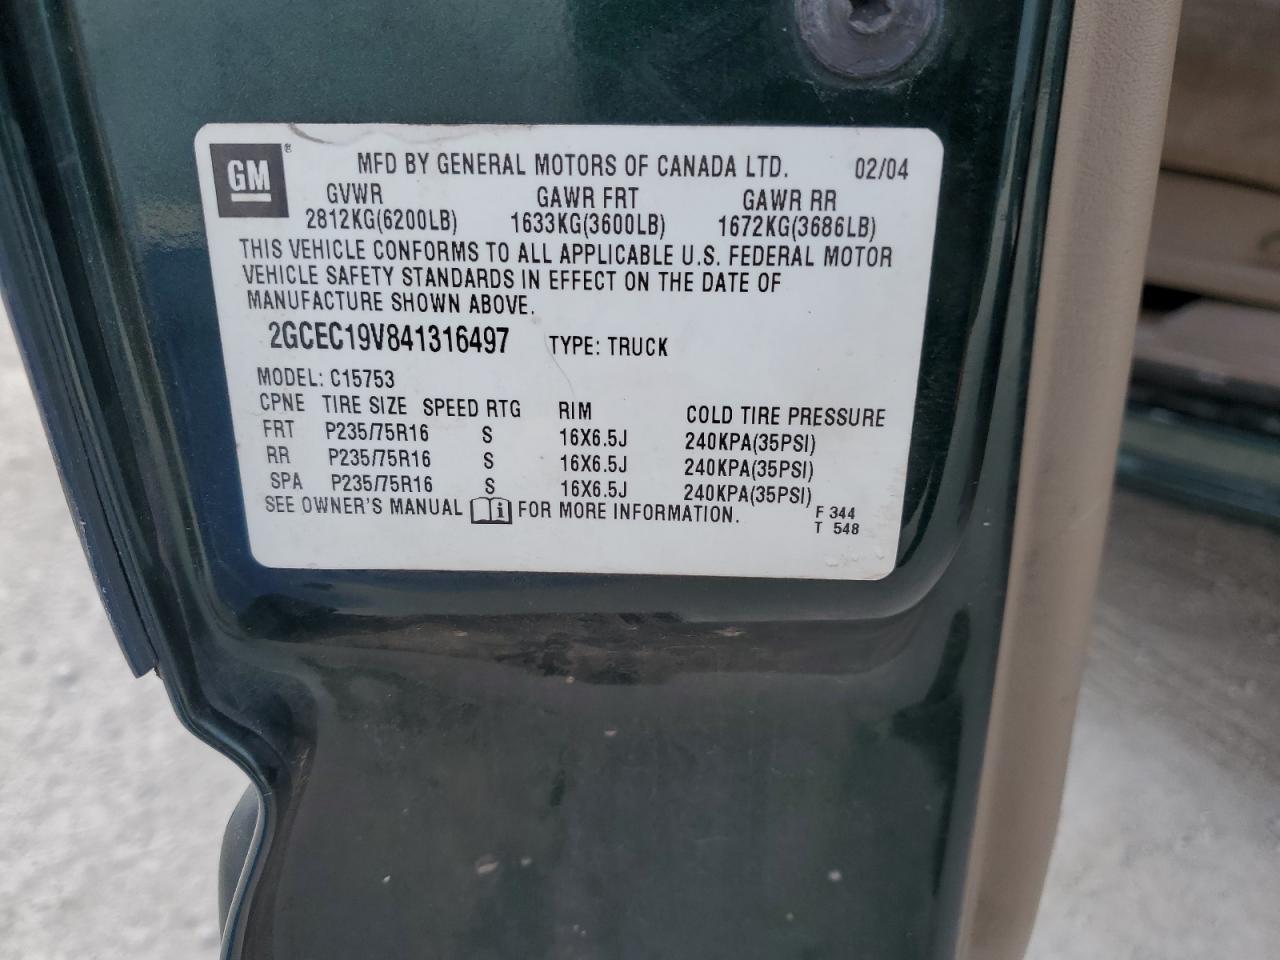 GM ® MFD BY GENERAL MOTORS OF CANADA LTD. 02/04
GVWR GAWR FRT GAWR RR
2812KG(6200LB) 1633KG(3600LB) 1672KG(3686LB)
THIS VEHICLE CONFORMS TO ALL APPLICABLE U.S. FEDERAL MOTOR
VEHICLE SAFETY STANDARDS IN EFFECT ON THE DATE OF
MANUFACTURE SHOWN ABOVE.
2GCEC19V841316497 TYPE: TRUCK
MODEL: C15753
CPNE TIRE SIZE SPEED RTG RIM COLD TIRE PRESSURE
FRT P235/75R16 S 16X6.5J 240KPA(35PSI)
RR P235/75R16 S 16X6.5J 240KPA(35PSI)
SPA P235/75R16 S 16X6.5J 240KPA(35PSI)
SEE OWNER'S MANUAL i FOR MORE INFORMATION. F 344
T 548